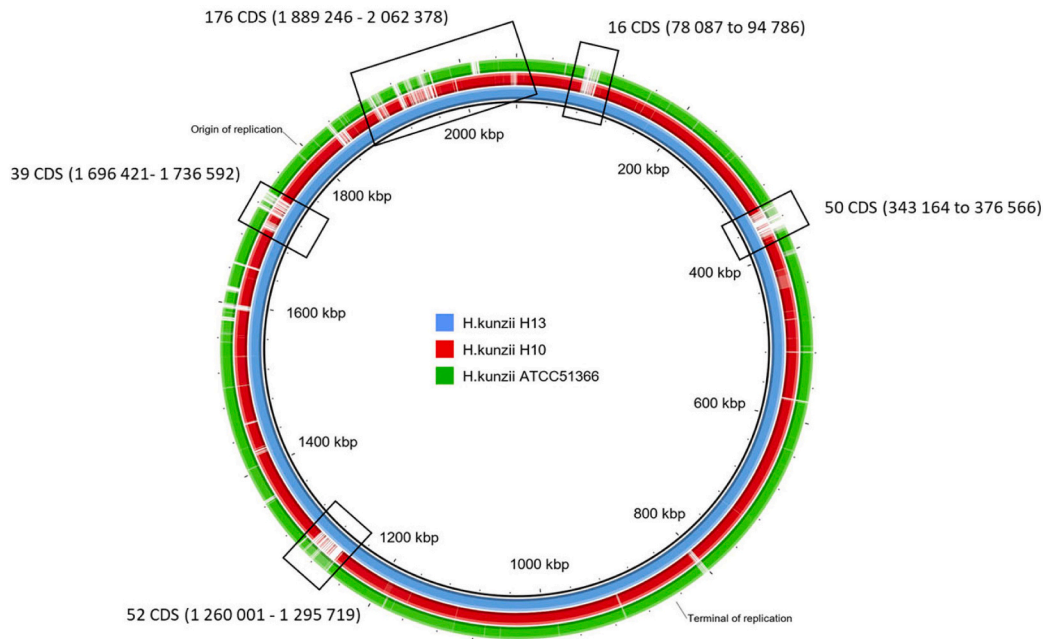 176 CDS (1 889 246 - 2 062 378)
16 CDS (78 087 to 94 786)
Origin of replication
2000 kbp
200 kbp
39 CDS (1 696 421- 1 736 592)
1800 kbp
50 CDS (343 164 to 376 566)
400 kbp
1600 kbp
H.kunzii H13
H.kunzii H10
H.kunzii ATCC51366
600 kbp
1400 kbp
800 kbp
1200 kbp
1000 kbp
52 CDS (1 260 001 - 1 295 719)
Terminal of replication